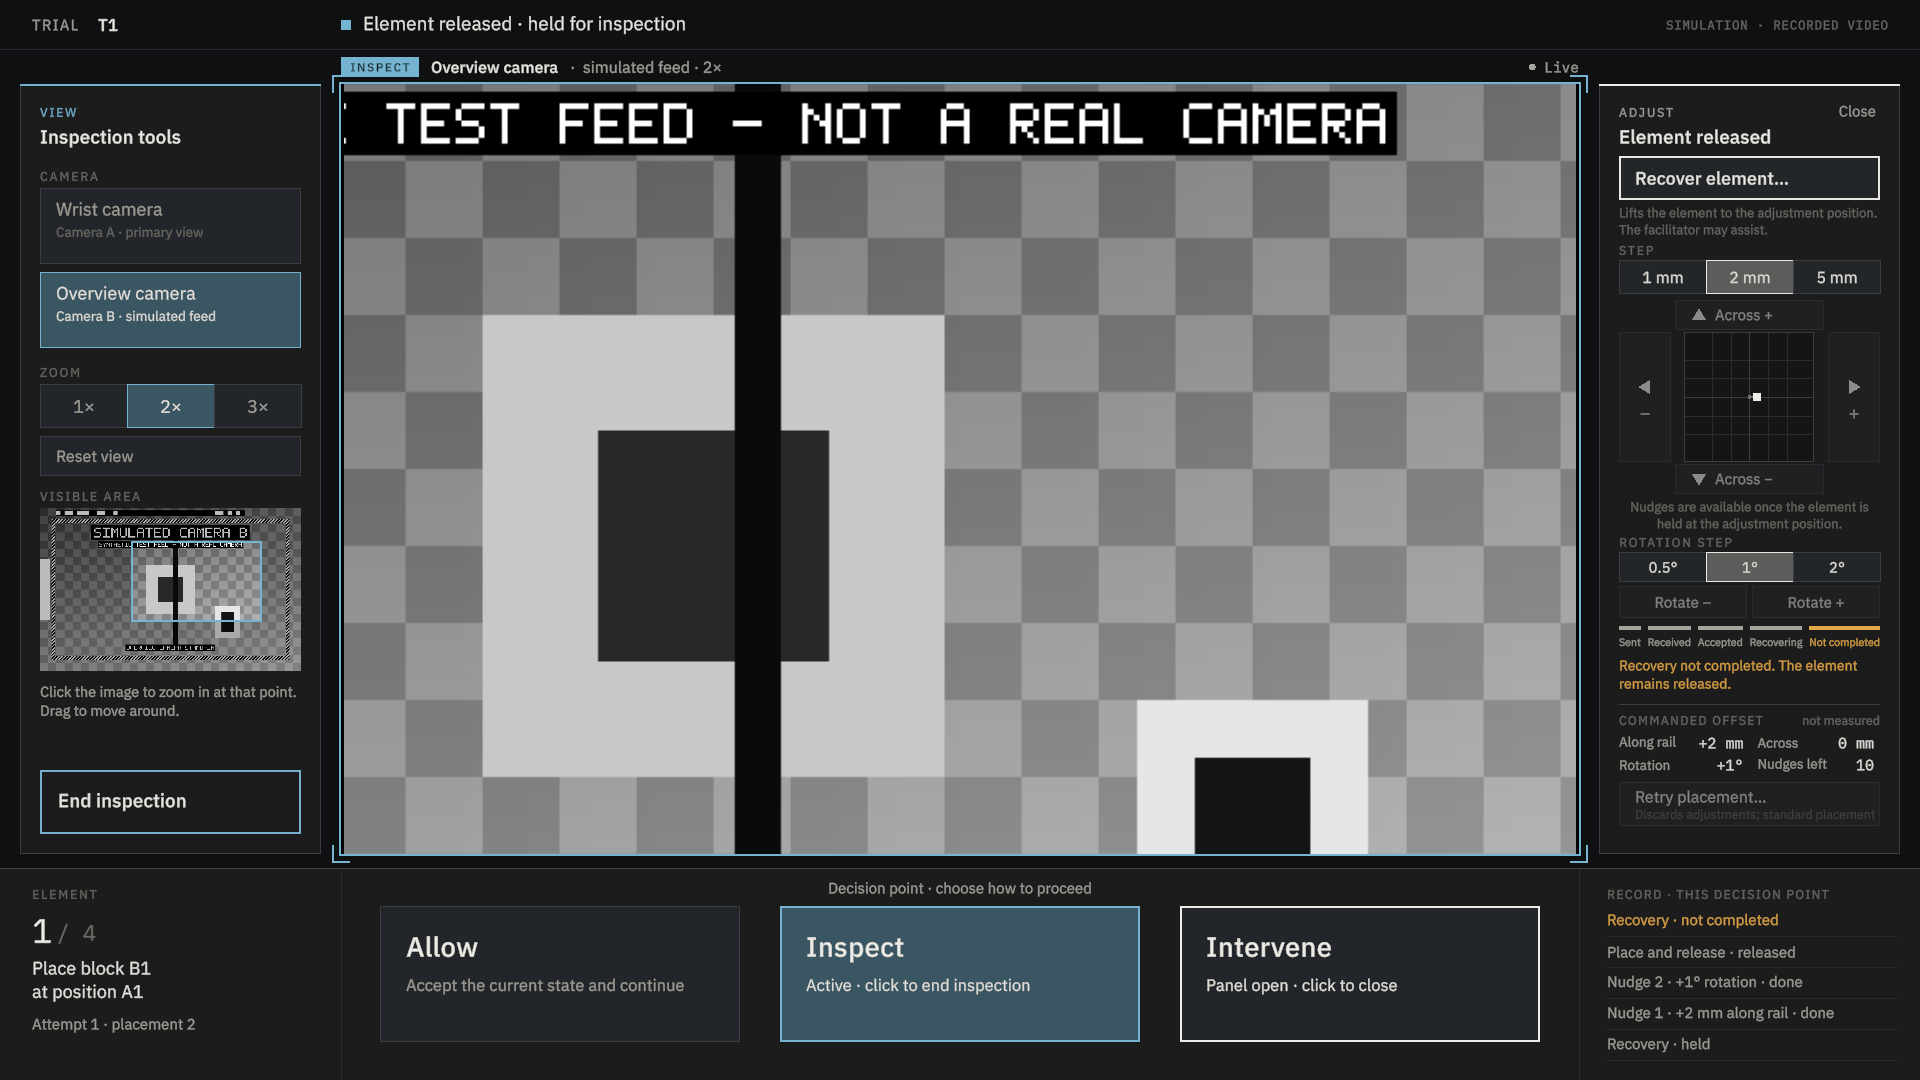 TRIAL T1
Element released · held for inspection
SIMULATION · RECORDED VIDEO
INSPECT Overview camera · simulated feed · 2×
Live
VIEW
Inspection tools
CAMERA
Wrist camera
Camera A · primary view
Overview camera
Camera B · simulated feed
ZOOM
1× 2× 3×
Reset view
VISIBLE AREA
SIMULATED CAMERA B
SYNTHETIC TEST FEED — NOT A REAL CAMERA
Click the image to zoom in at that point.
Drag to move around.
End inspection
TEST FEED — NOT A REAL CAMERA
ADJUST Close
Element released
Recover element...
Lifts the element to the adjustment position.
The facilitator may assist.
STEP
1 mm 2 mm 5 mm
Across +
−
+
Across −
Nudges are available once the element is
held at the adjustment position.
ROTATION STEP
0.5° 1° 2°
Rotate − Rotate +
Sent Received Accepted Recovering Not completed
Recovery not completed. The element
remains released.
COMMANDED OFFSET not measured
Along rail +2 mm Across 0 mm
Rotation +1° Nudges left 10
Retry placement...
Discards adjustments; standard placement
ELEMENT
1 / 4
Place block B1
at position A1
Attempt 1 · placement 2
Decision point · choose how to proceed
Allow
Accept the current state and continue
Inspect
Active · click to end inspection
Intervene
Panel open · click to close
RECORD · THIS DECISION POINT
Recovery · not completed
Place and release · released
Nudge 2 · +1° rotation · done
Nudge 1 · +2 mm along rail · done
Recovery · held